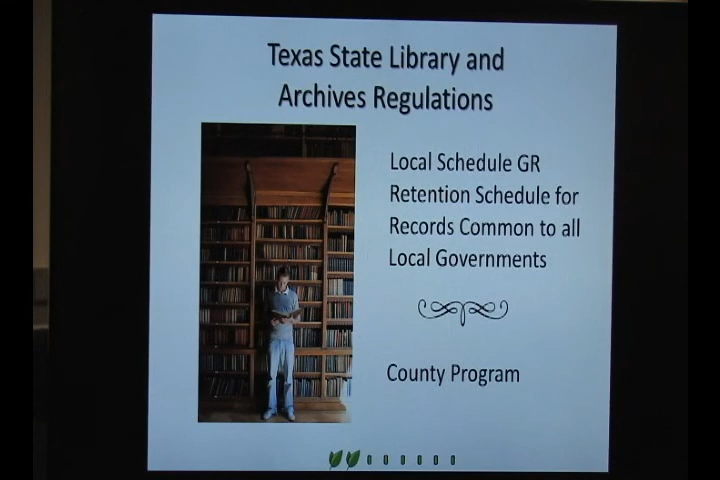 Texas State Library and
Archives Regulations
Local Schedule GR
Retention Schedule for
Records Common to all
Local Governments
County Program